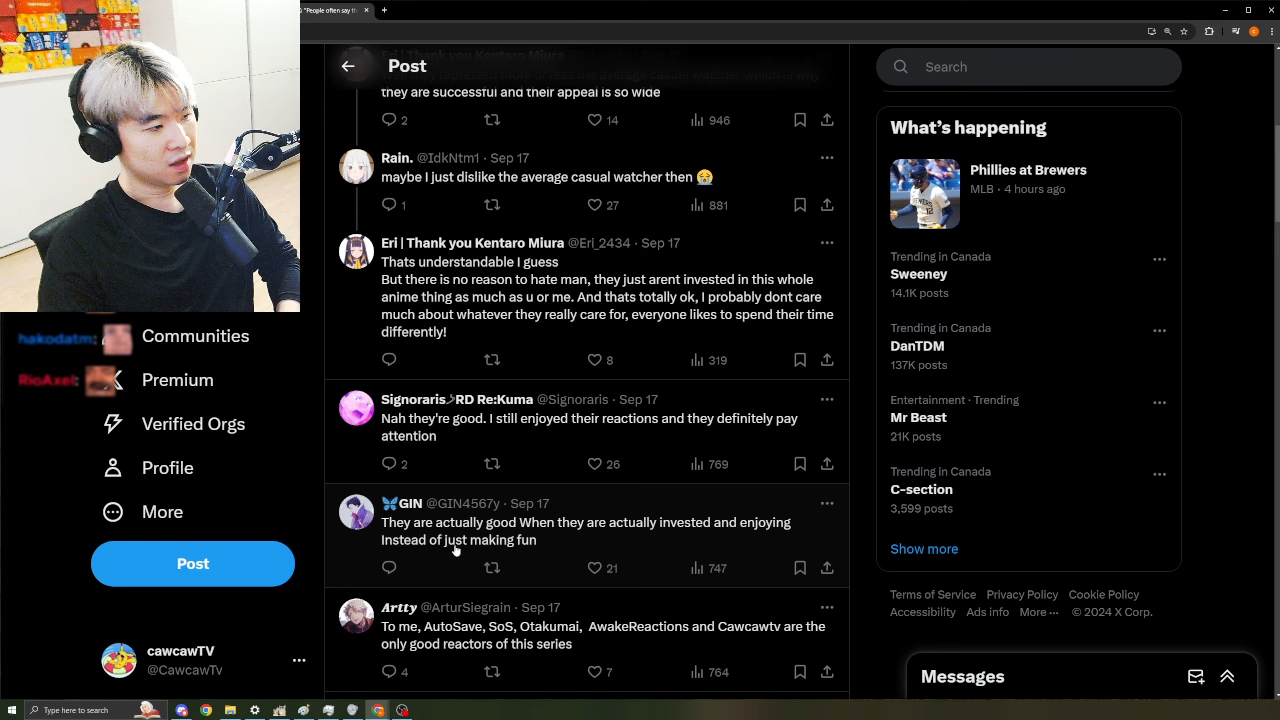 "People often say th
Post
Search
they are successful and their appeal is so wide
2
14
946
Rain. @IdkNtm1 · Sep 17
maybe I just dislike the average casual watcher then 😭
1
27
881
Eri | Thank you Kentaro Miura @Eri_2434 · Sep 17
Thats understandable I guess
But there is no reason to hate man, they just arent invested in this whole
anime thing as much as u or me. And thats totally ok, I probably dont care
much about whatever they really care for, everyone likes to spend their time
differently!
8
319
Signoraris RD Re:Kuma @Signoraris · Sep 17
Nah they're good. I still enjoyed their reactions and they definitely pay
attention
2
26
769
🦋GIN @GIN4567y · Sep 17
They are actually good When they are actually invested and enjoying
Instead of just making fun
21
747
Artty @ArturSiegrain · Sep 17
To me, AutoSave, SoS, Otakumai, AwakeReactions and Cawcawtv are the
only good reactors of this series
4
7
764
hakodatm:
RioAxel:
Communities
Premium
Verified Orgs
Profile
More
Post
cawcawTV
@CawcawTv
What's happening
Phillies at Brewers
MLB · 4 hours ago
Trending in Canada
Sweeney
14.1K posts
Trending in Canada
DanTDM
137K posts
Entertainment · Trending
Mr Beast
21K posts
Trending in Canada
C-section
3,599 posts
Show more
Terms of Service Privacy Policy Cookie Policy
Accessibility Ads info More ··· © 2024 X Corp.
Messages
Type here to search